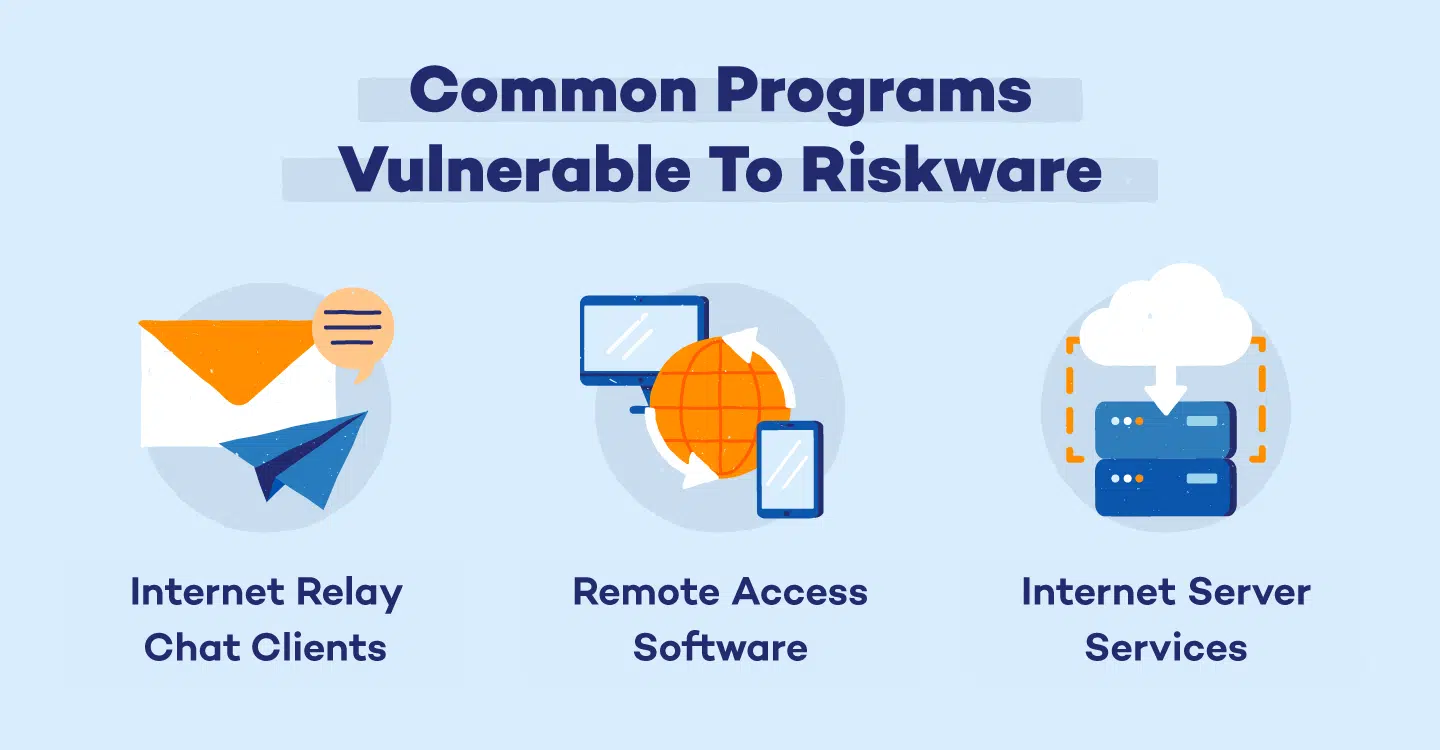 Common Programs
Vulnerable To Riskware
Internet Relay
Chat Clients
Remote Access
Software
Internet Server
Services